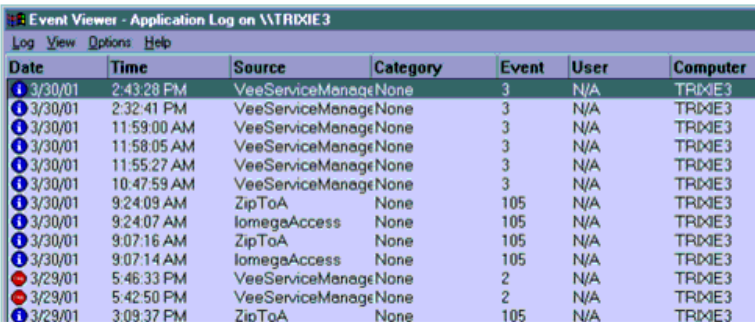 Event Viewer - Application Log on \\TRIXIE3
Log View Options Help
Date Time Source Category Event User Computer
3/30/01 2:43:28 PM VeeServiceManage None 3 N/A TRIXIE3
3/30/01 2:32:41 PM VeeServiceManage None 3 N/A TRIXIE3
3/30/01 11:59:00 AM VeeServiceManage None 3 N/A TRIXIE3
3/30/01 11:58:05 AM VeeServiceManage None 3 N/A TRIXIE3
3/30/01 11:55:27 AM VeeServiceManage None 3 N/A TRIXIE3
3/30/01 10:47:59 AM VeeServiceManage None 3 N/A TRIXIE3
3/30/01 9:24:09 AM ZipToA None 105 N/A TRIXIE3
3/30/01 9:24:07 AM IomegaAccess None 105 N/A TRIXIE3
3/30/01 9:07:16 AM ZipToA None 105 N/A TRIXIE3
3/30/01 9:07:14 AM IomegaAccess None 105 N/A TRIXIE3
3/29/01 5:46:33 PM VeeServiceManage None 2 N/A TRIXIE3
3/29/01 5:42:50 PM VeeServiceManage None 2 N/A TRIXIE3
3/29/01 3:09:37 PM ZipToA None 105 N/A TRIXIE3